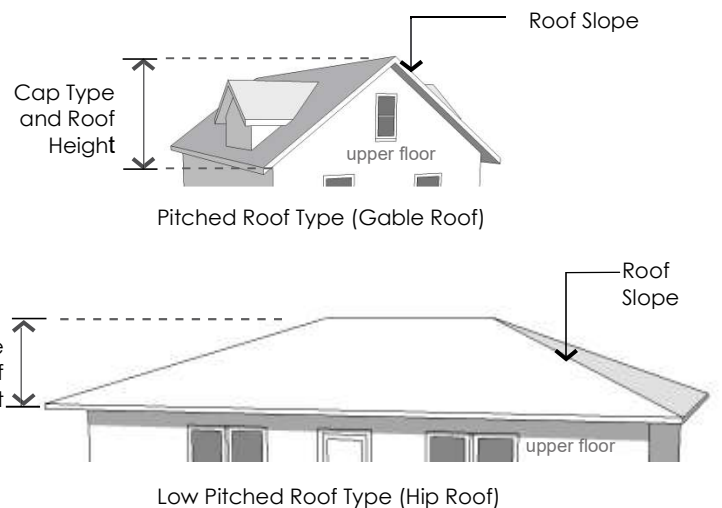 Roof Slope
Cap Type
and Roof
Height
upper floor
Pitched Roof Type (Gable Roof)
Roof
Slope
upper floor
Low Pitched Roof Type (Hip Roof)